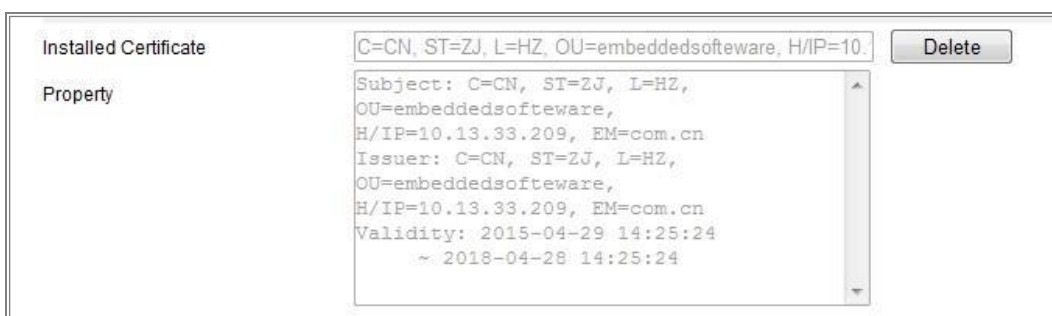 Installed Certificate C=CN, ST=ZJ, L=HZ, OU=embeddedsofteware, H/IP=10. Delete
Property
Subject: C=CN, ST=ZJ, L=HZ,
OU=embeddedsofteware,
H/IP=10.13.33.209, EM=com.cn
Issuer: C=CN, ST=ZJ, L=HZ,
OU=embeddedsofteware,
H/IP=10.13.33.209, EM=com.cn
Validity: 2015-04-29 14:25:24
~ 2018-04-28 14:25:24